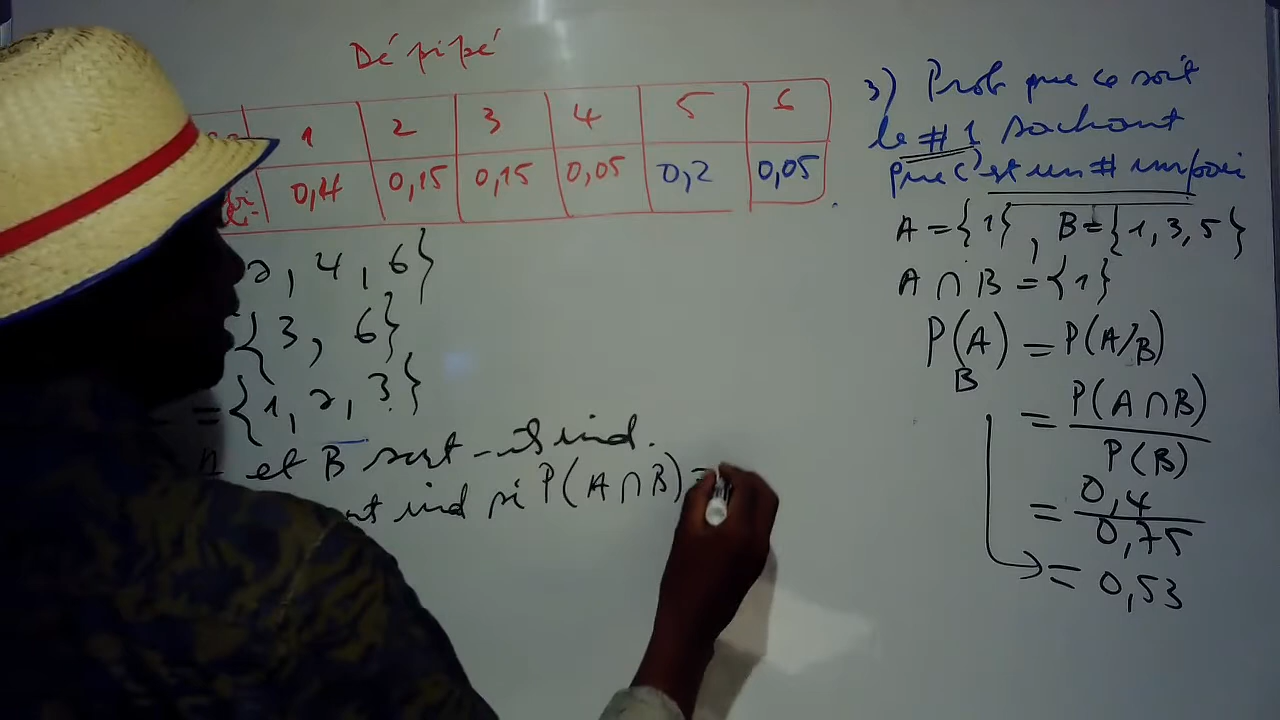 Dé pipé
1 2 3 4 5 6
0,4 0,15 0,15 0,05 0,2 0,05
2, 4, 6}
{3, 6}
={1, 2, 3}
A et B sont-ils ind.
ind si P(A∩B)=
3) Prob que ce soit
le #1 sachant
que c'est un # impair
A={1}, B={1,3,5}
A∩B={1}
P_B(A) = P(A/B)
= P(A∩B)
P(B)
= 0,4
0,75
→ = 0,53